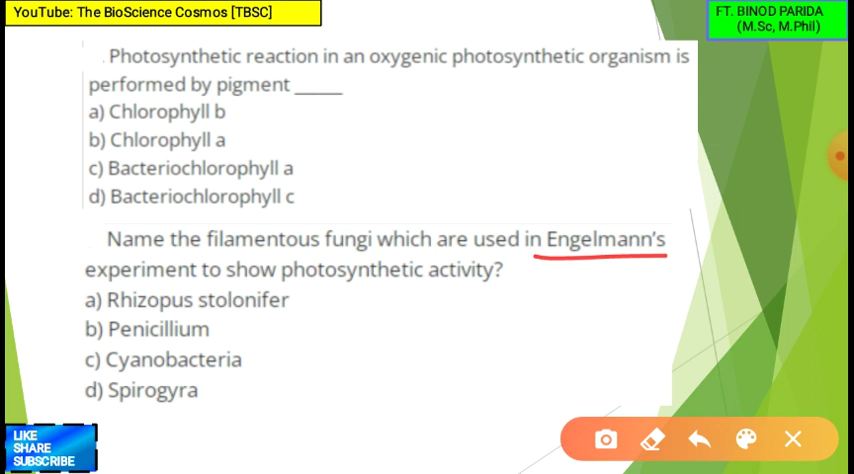 YouTube: The BioScience Cosmos [TBSC]
FT. BINOD PARIDA
(M.Sc, M.Phil)
Photosynthetic reaction in an oxygenic photosynthetic organism is
performed by pigment ______
a) Chlorophyll b
b) Chlorophyll a
c) Bacteriochlorophyll a
d) Bacteriochlorophyll c
Name the filamentous fungi which are used in Engelmann's
experiment to show photosynthetic activity?
a) Rhizopus stolonifer
b) Penicillium
c) Cyanobacteria
d) Spirogyra
LIKE
SHARE
SUBSCRIBE